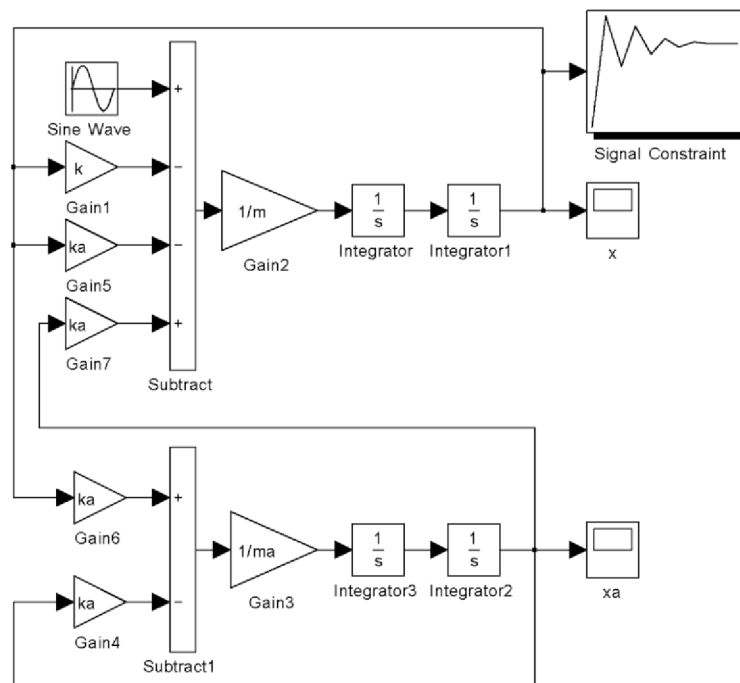 Signal Constraint
+
Sine Wave
k
−
Gain1
1/m
Gain2
1
s
Integrator
1
s
Integrator1
x
ka
−
Gain5
ka
+
Gain7
Subtract
ka
+
Gain6
1/ma
Gain3
1
s
Integrator3
1
s
Integrator2
xa
ka
−
Gain4
Subtract1